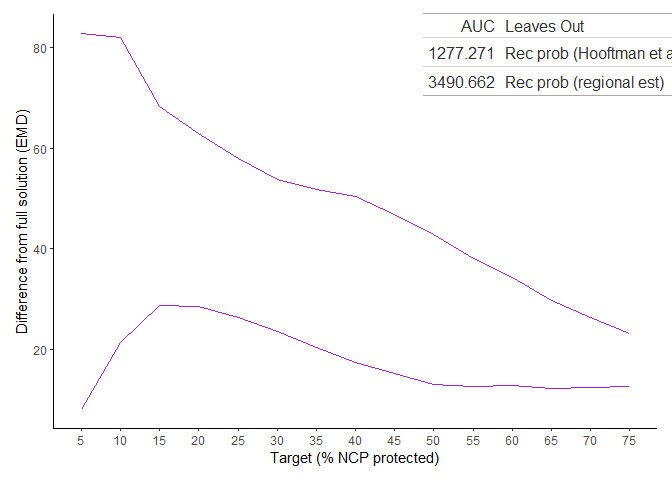 AUC Leaves Out
1277.271 Rec prob (Hooftman et a
3490.662 Rec prob (regional est)
Difference from full solution (EMD)
80
60
40
20
5 10 15 20 25 30 35 40 45 50 55 60 65 70 75
Target (% NCP protected)